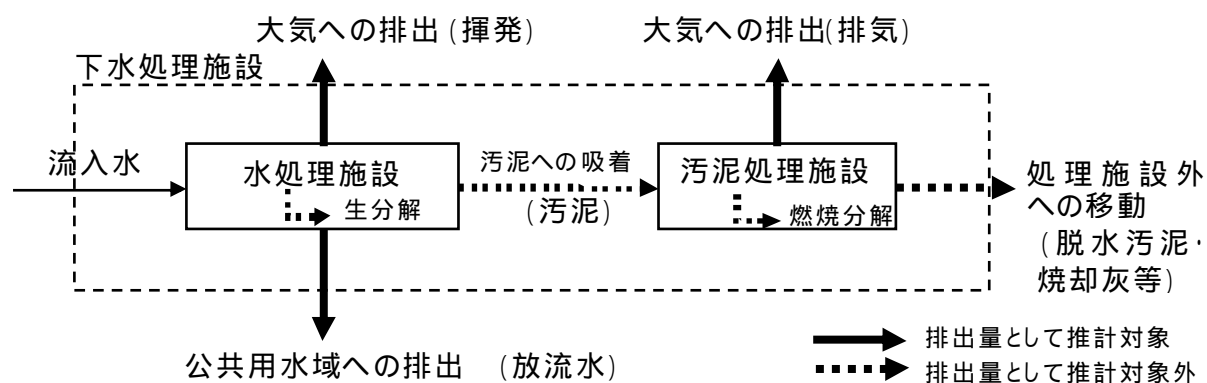 大気への排出(揮発)
大気への排出(排気)
下水処理施設
流入水
水処理施設
生分解
汚泥への吸着
(汚泥)
汚泥処理施設
燃焼分解
処理施設外
への移動
(脱水汚泥・
焼却灰等)
公共用水域への排出 (放流水)
排出量として推計対象
排出量として推計対象外